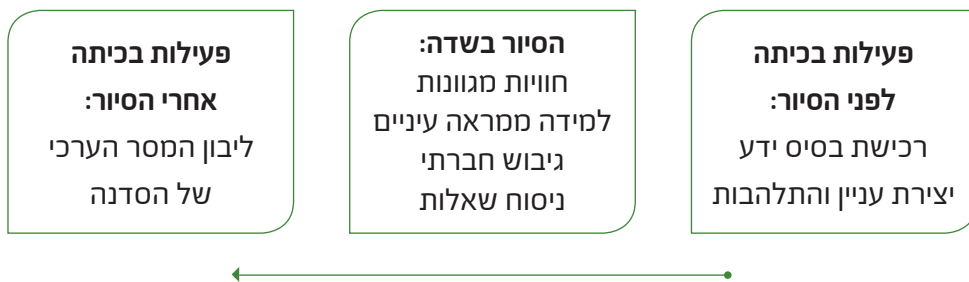 פעילות בכיתה
לפני הסיור:
רכישת בסיס ידע
יצירת עניין והתלהבות
הסיור בשדה:
חוויות מגוונות
למידה ממראה עיניים
גיבוש חברתי
ניסוח שאלות
פעילות בכיתה
אחרי הסיור:
ליבון המסר הערכי
של הסדנה